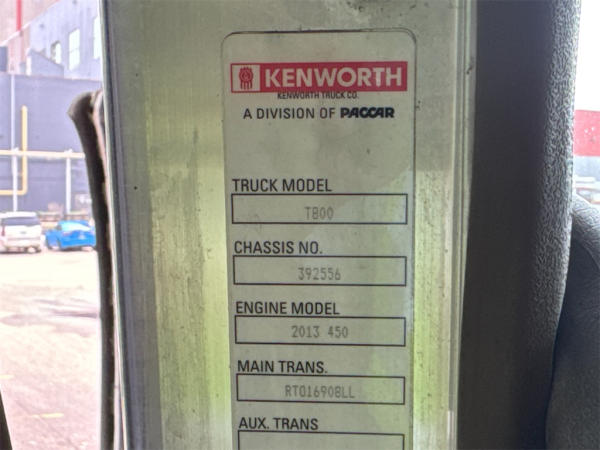 KENWORTH
KENWORTH TRUCK CO.
A DIVISION OF PACCAR
TRUCK MODEL
T800
CHASSIS NO.
392556
ENGINE MODEL
2013 450
MAIN TRANS.
RTO16908LL
AUX. TRANS